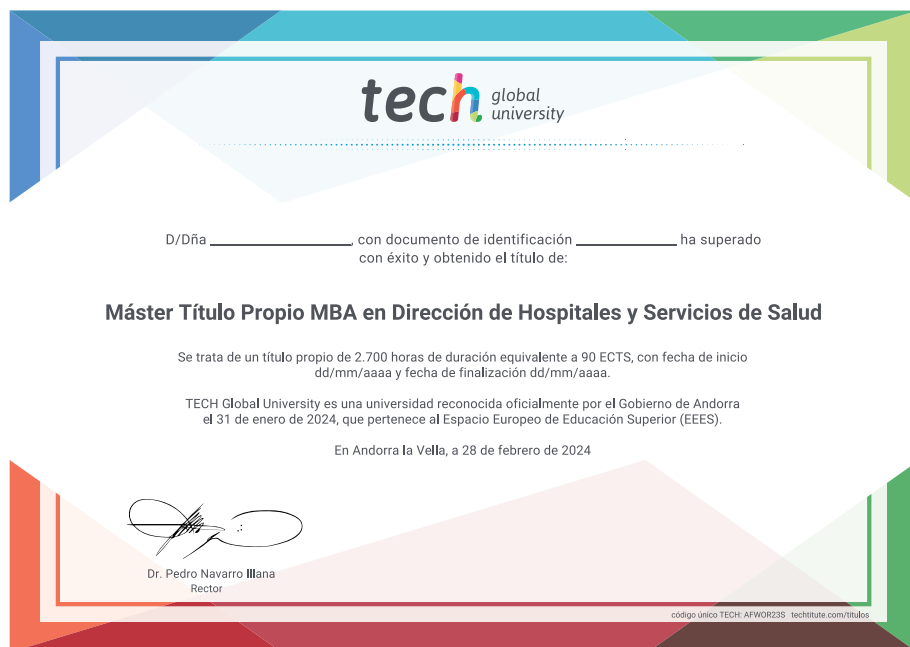 tech global university
D/Dña ________________, con documento de identificación ___________ ha superado
con éxito y obtenido el título de:
Máster Título Propio MBA en Dirección de Hospitales y Servicios de Salud
Se trata de un título propio de 2.700 horas de duración equivalente a 90 ECTS, con fecha de inicio
dd/mm/aaaa y fecha de finalización dd/mm/aaaa.
TECH Global University es una universidad reconocida oficialmente por el Gobierno de Andorra
el 31 de enero de 2024, que pertenece al Espacio Europeo de Educación Superior (EEES).
En Andorra la Vella, a 28 de febrero de 2024
Dr. Pedro Navarro Illana
Rector
código único TECH: AFWOR23S techtitute.com/titulos